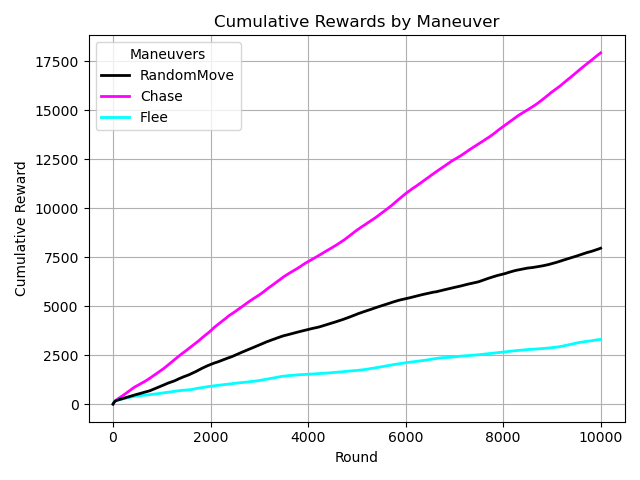 Cumulative Rewards by Maneuver
Maneuvers
RandomMove
Chase
Flee
Cumulative Reward
17500
15000
12500
10000
7500
5000
2500
0
0 2000 4000 6000 8000 10000
Round